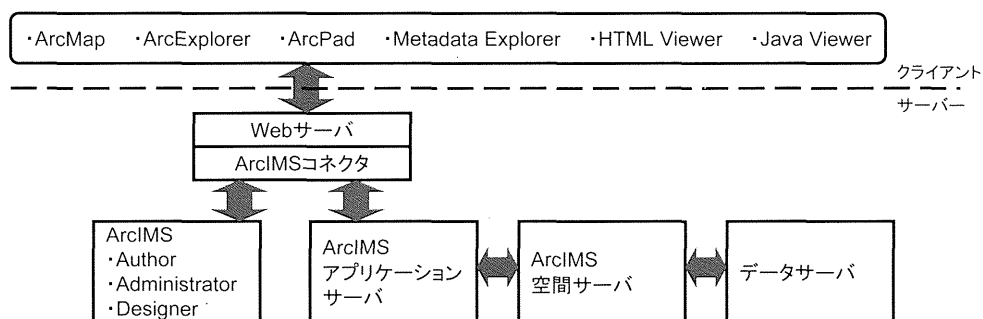 ・ArcMap ・ArcExplorer ・ArcPad ・Metadata Explorer ・HTML Viewer ・Java Viewer
クライアント
サーバー
Webサーバ
ArcIMSコネクタ
ArcIMS
・Author
・Administrator
・Designer
ArcIMS
アプリケーション
サーバ
ArcIMS
空間サーバ
データサーバ